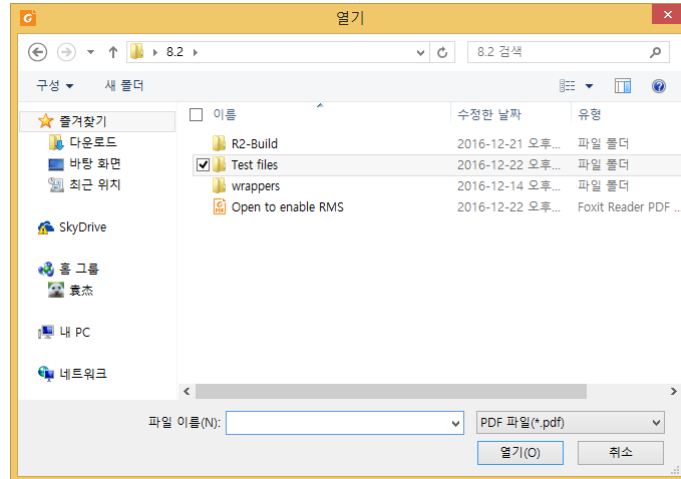 열기
8.2
8.2 검색
구성 새 폴더
이름 수정한 날짜 유형
즐겨찾기
다운로드
바탕 화면
최근 위치
SkyDrive
홈 그룹
袁杰
내 PC
네트워크
R2-Build 2016-12-21 오후... 파일 폴더
Test files 2016-12-22 오후... 파일 폴더
wrappers 2016-12-14 오후... 파일 폴더
Open to enable RMS 2016-12-22 오후... Foxit Reader PDF ...
파일 이름(N): PDF 파일(*.pdf)
열기(O) 취소